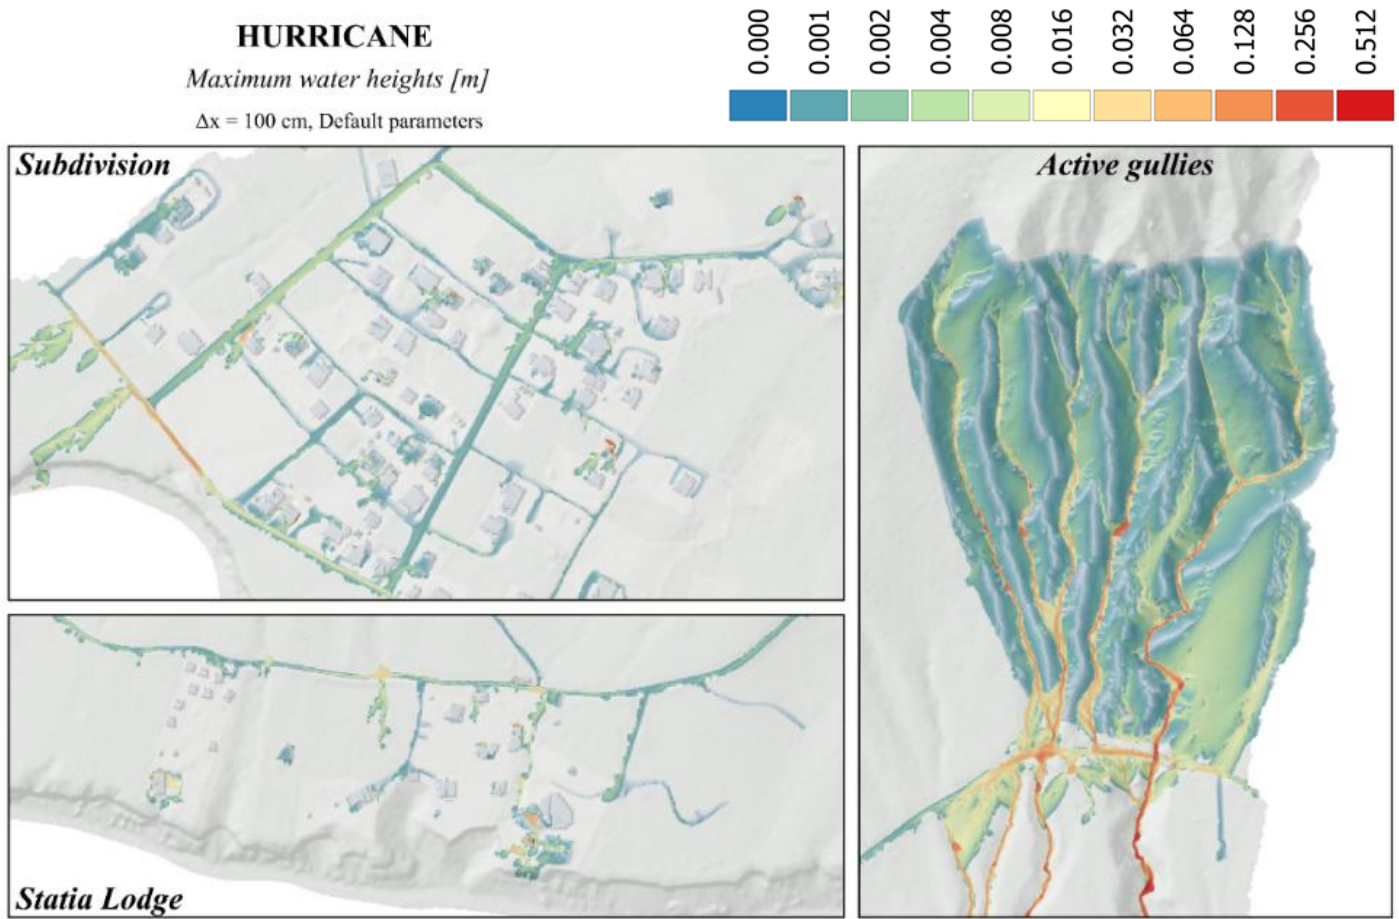 HURRICANE
Maximum water heights [m]
Δx = 100 cm, Default parameters
0.000
0.001
0.002
0.004
0.008
0.016
0.032
0.064
0.128
0.256
0.512
Subdivision
Active gullies
Statia Lodge